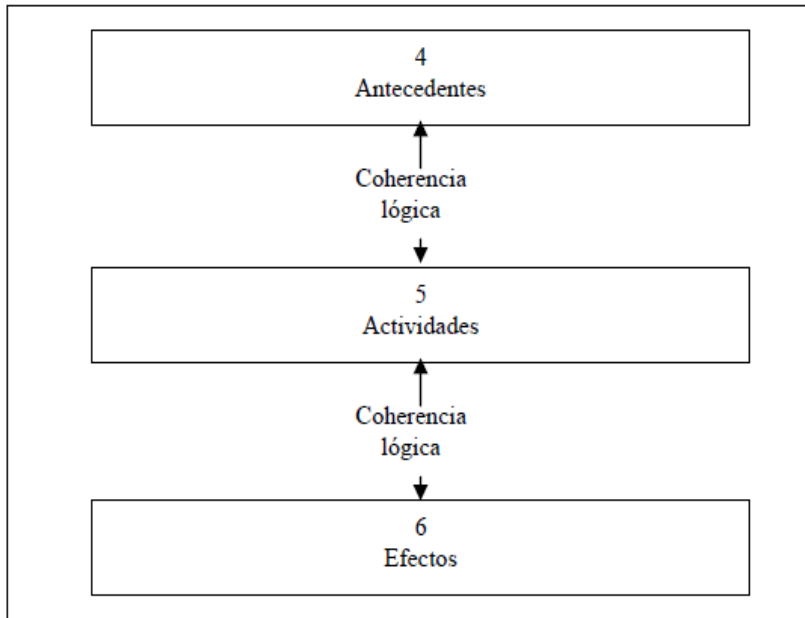 4
Antecedentes
Coherencia
lógica
5
Actividades
Coherencia
lógica
6
Efectos